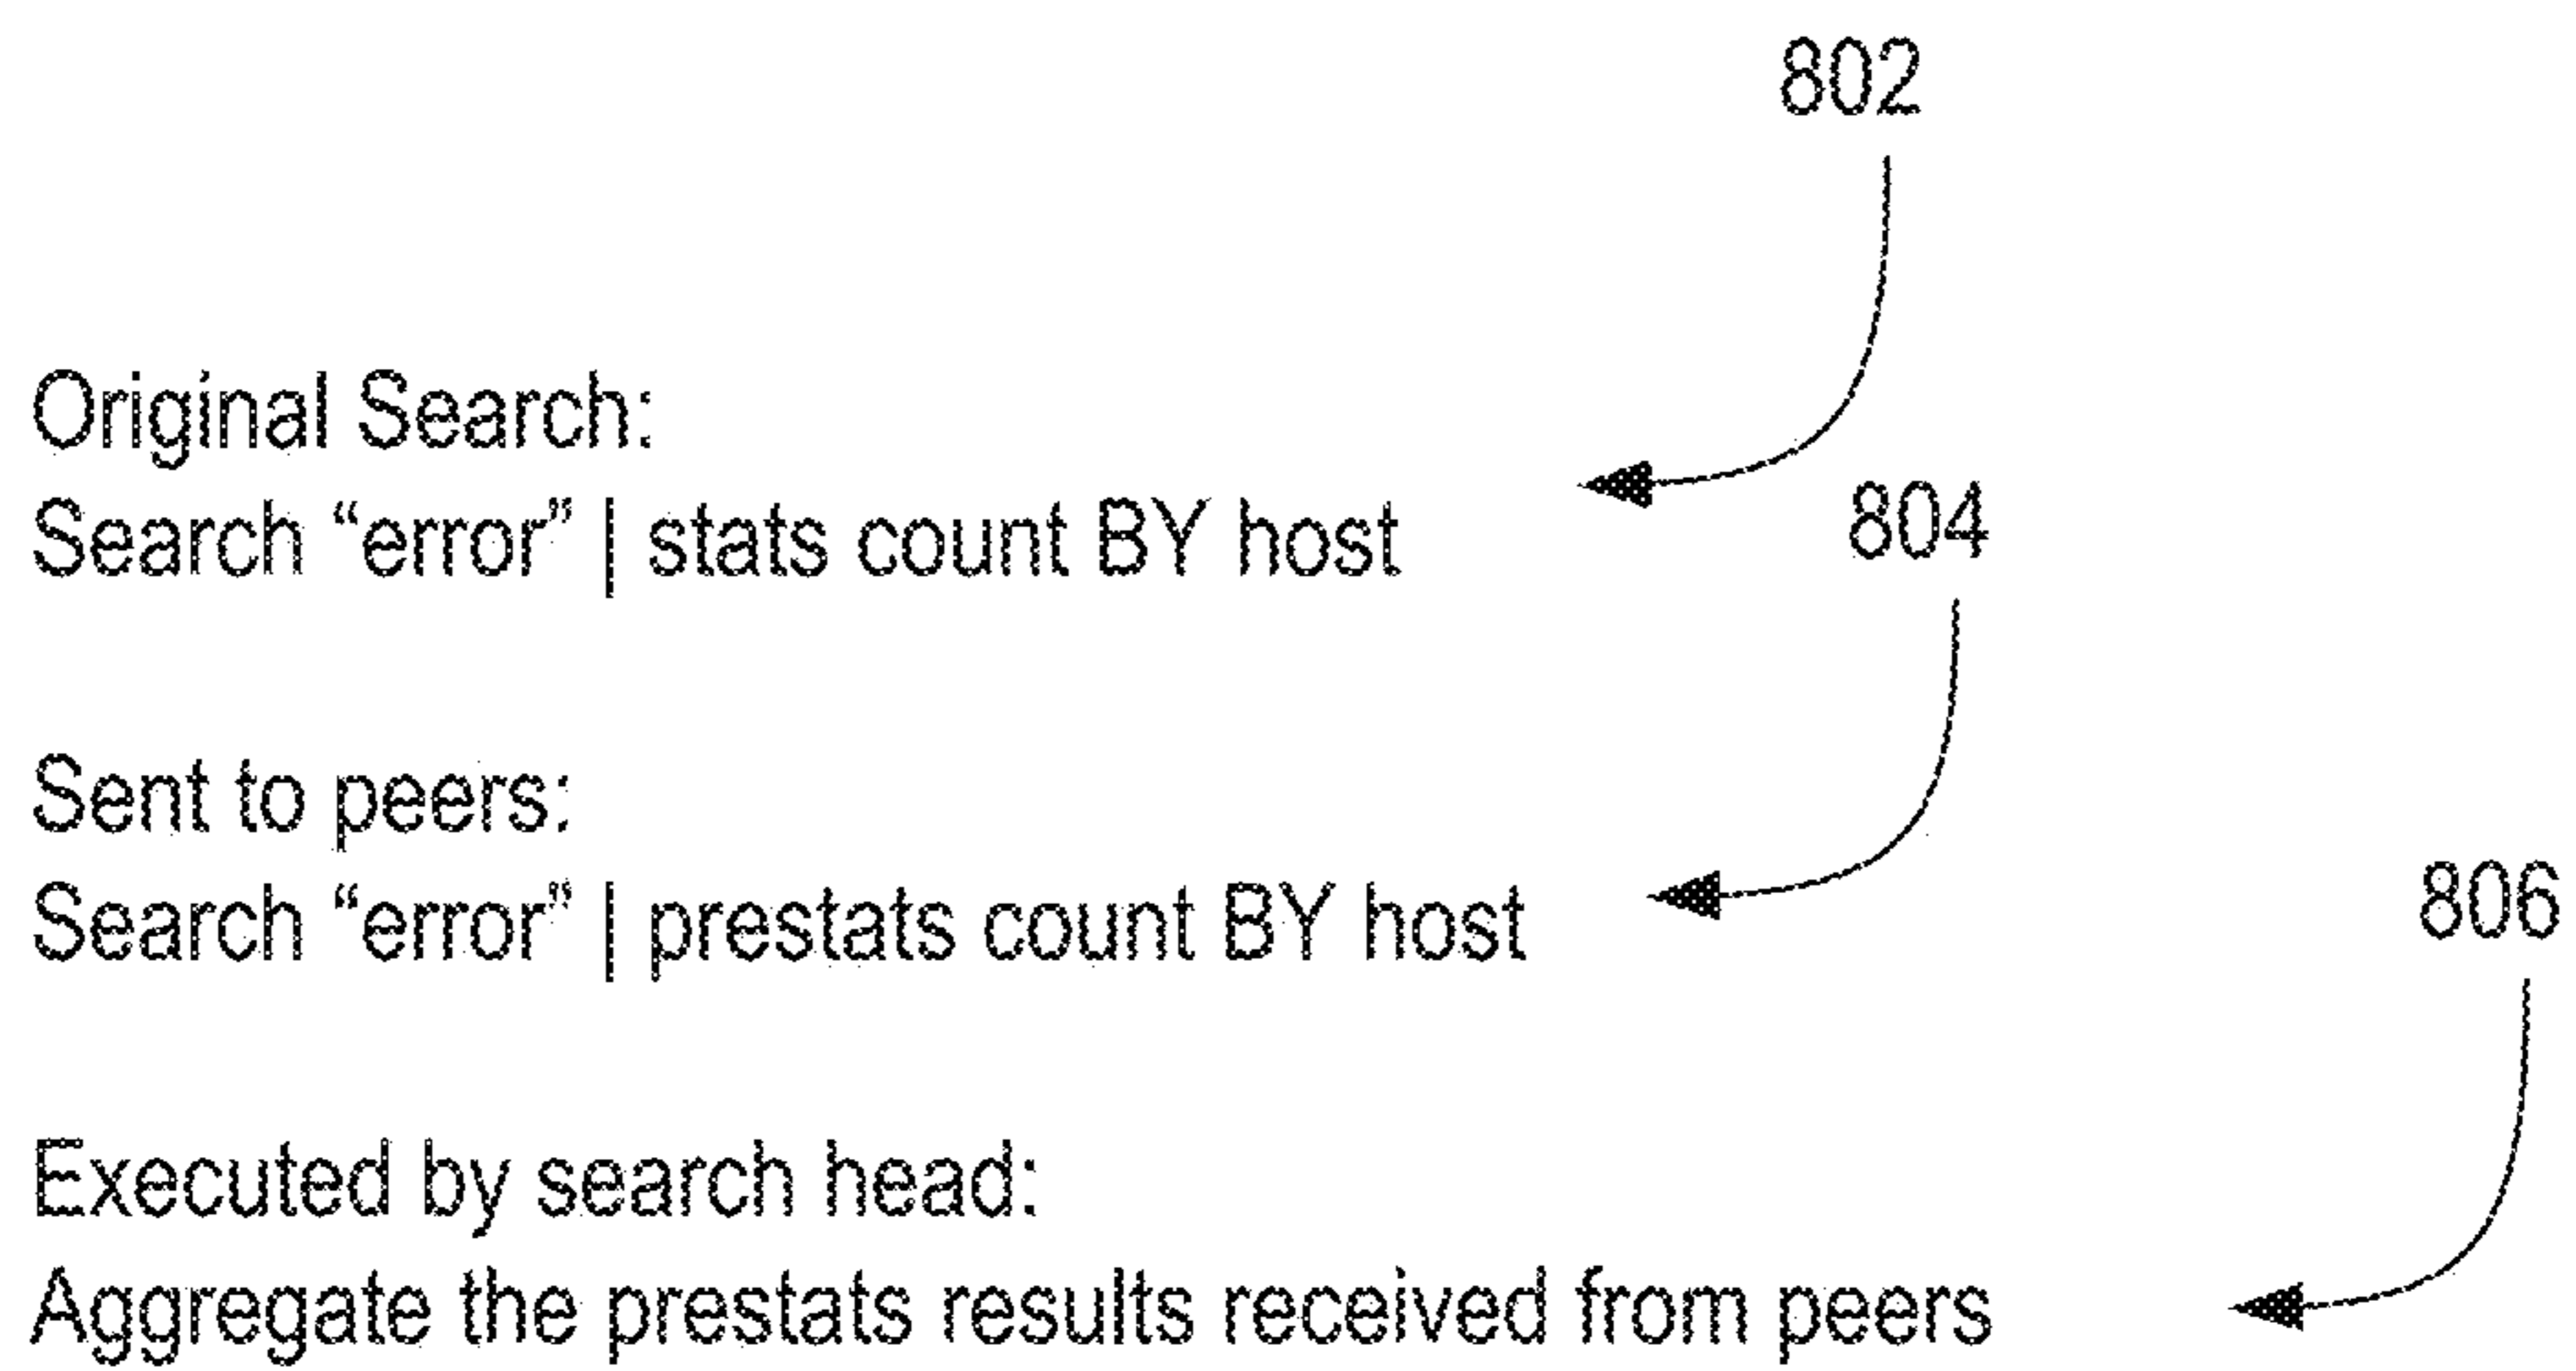 802
Original Search:
Search “error” | stats count BY host
804
Sent to peers:
Search “error” | prestats count BY host
806
Executed by search head:
Aggregate the prestats results received from peers